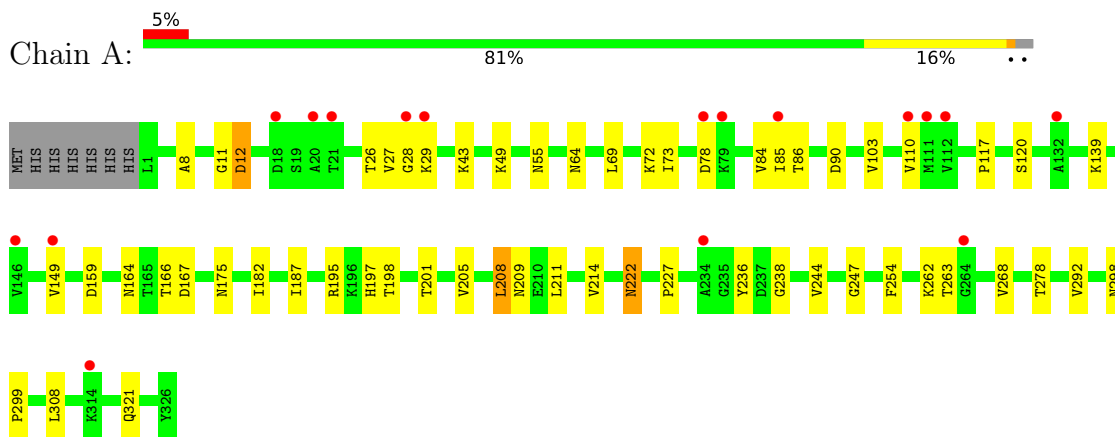 5%
Chain A:
81% 16% • •
MET HIS HIS HIS HIS HIS HIS L1 A8 G11 D12 D18 S19 A20 T21 T26 V27 G28 K29 K43 K49 N55 N64 L69 K72 I73 D78 K79 V84 I85 T86 D90 V103 V110 M111 V112 P117 S120 A132 K139
V146 V149 D159 N164 T165 T166 D167 N175 I182 I187 R195 K196 H197 T198 T201 V205 L208 N209 E210 L211 V214 N222 P227 A234 G235 Y236 D237 G238 V244 G247 F254 K262 T263 G264 V268 T278 V292 N298
P299 L308 K314 Q321 Y326